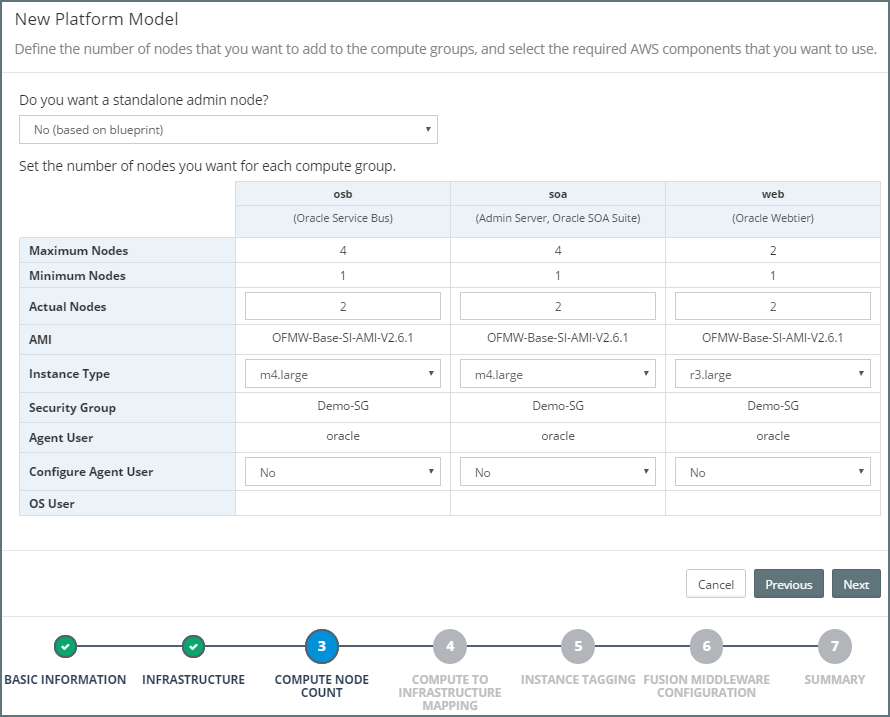 New Platform Model
Define the number of nodes that you want to add to the compute groups, and select the required AWS components that you want to use.
Do you want a standalone admin node?
No (based on blueprint)
Set the number of nodes you want for each compute group.
osb soa web
(Oracle Service Bus) (Admin Server, Oracle SOA Suite) (Oracle Webtier)
Maximum Nodes 4 4 2
Minimum Nodes 1 1 1
Actual Nodes 2 2 2
AMI OFMW-Base-SI-AMI-V2.6.1 OFMW-Base-SI-AMI-V2.6.1 OFMW-Base-SI-AMI-V2.6.1
Instance Type m4.large m4.large r3.large
Security Group Demo-SG Demo-SG Demo-SG
Agent User oracle oracle oracle
Configure Agent User No No No
OS User
Cancel Previous Next
3 4 5 6 7
BASIC INFORMATION INFRASTRUCTURE COMPUTE NODE COMPUTE TO INSTANCE TAGGING FUSION MIDDLEWARE SUMMARY
COUNT INFRASTRUCTURE CONFIGURATION
MAPPING